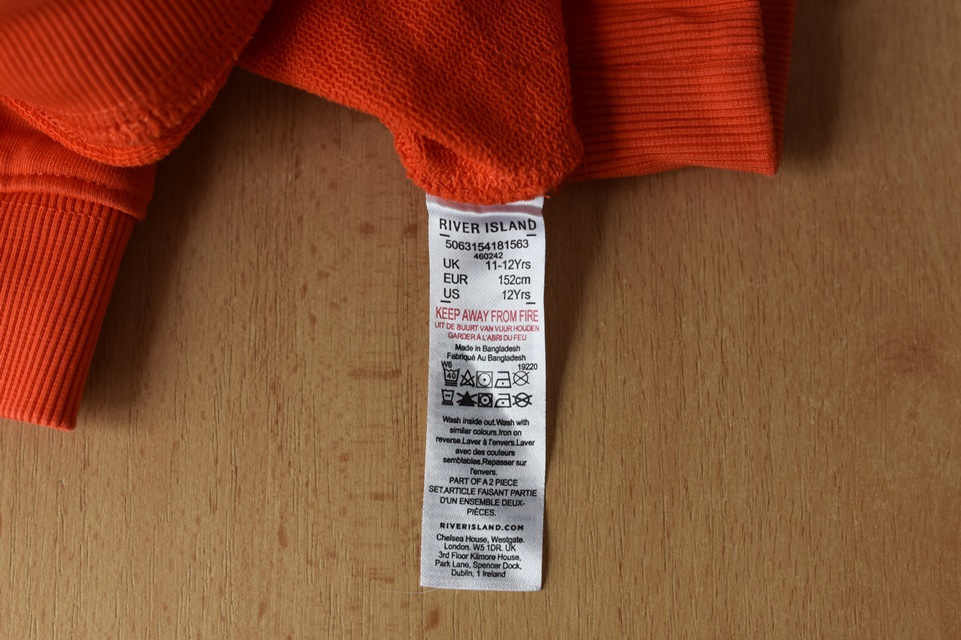 RIVER ISLAND
5063154181563
460242
UK 11-12Yrs
EUR 152cm
US 12Yrs
KEEP AWAY FROM FIRE
UIT DE BUURT VAN VUUR HOUDEN
GARDER À L'ABRI DU FEU
Made in Bangladesh
Fabriqué Au Bangladesh
W6 19220
40
Wash inside out.Wash with
similar colours.Iron on
reverse.Laver à l'envers.Laver
avec des couleurs
semblables.Repasser sur
l'envers.
PART OF A 2 PIECE
SET.ARTICLE FAISANT PARTIE
D'UN ENSEMBLE DEUX-
PIÈCES.
RIVERISLAND.COM
Chelsea House, Westgate.
London. W5 1DR. UK
3rd Floor Kilmore House,
Park Lane, Spencer Dock,
Dublin, 1 Ireland